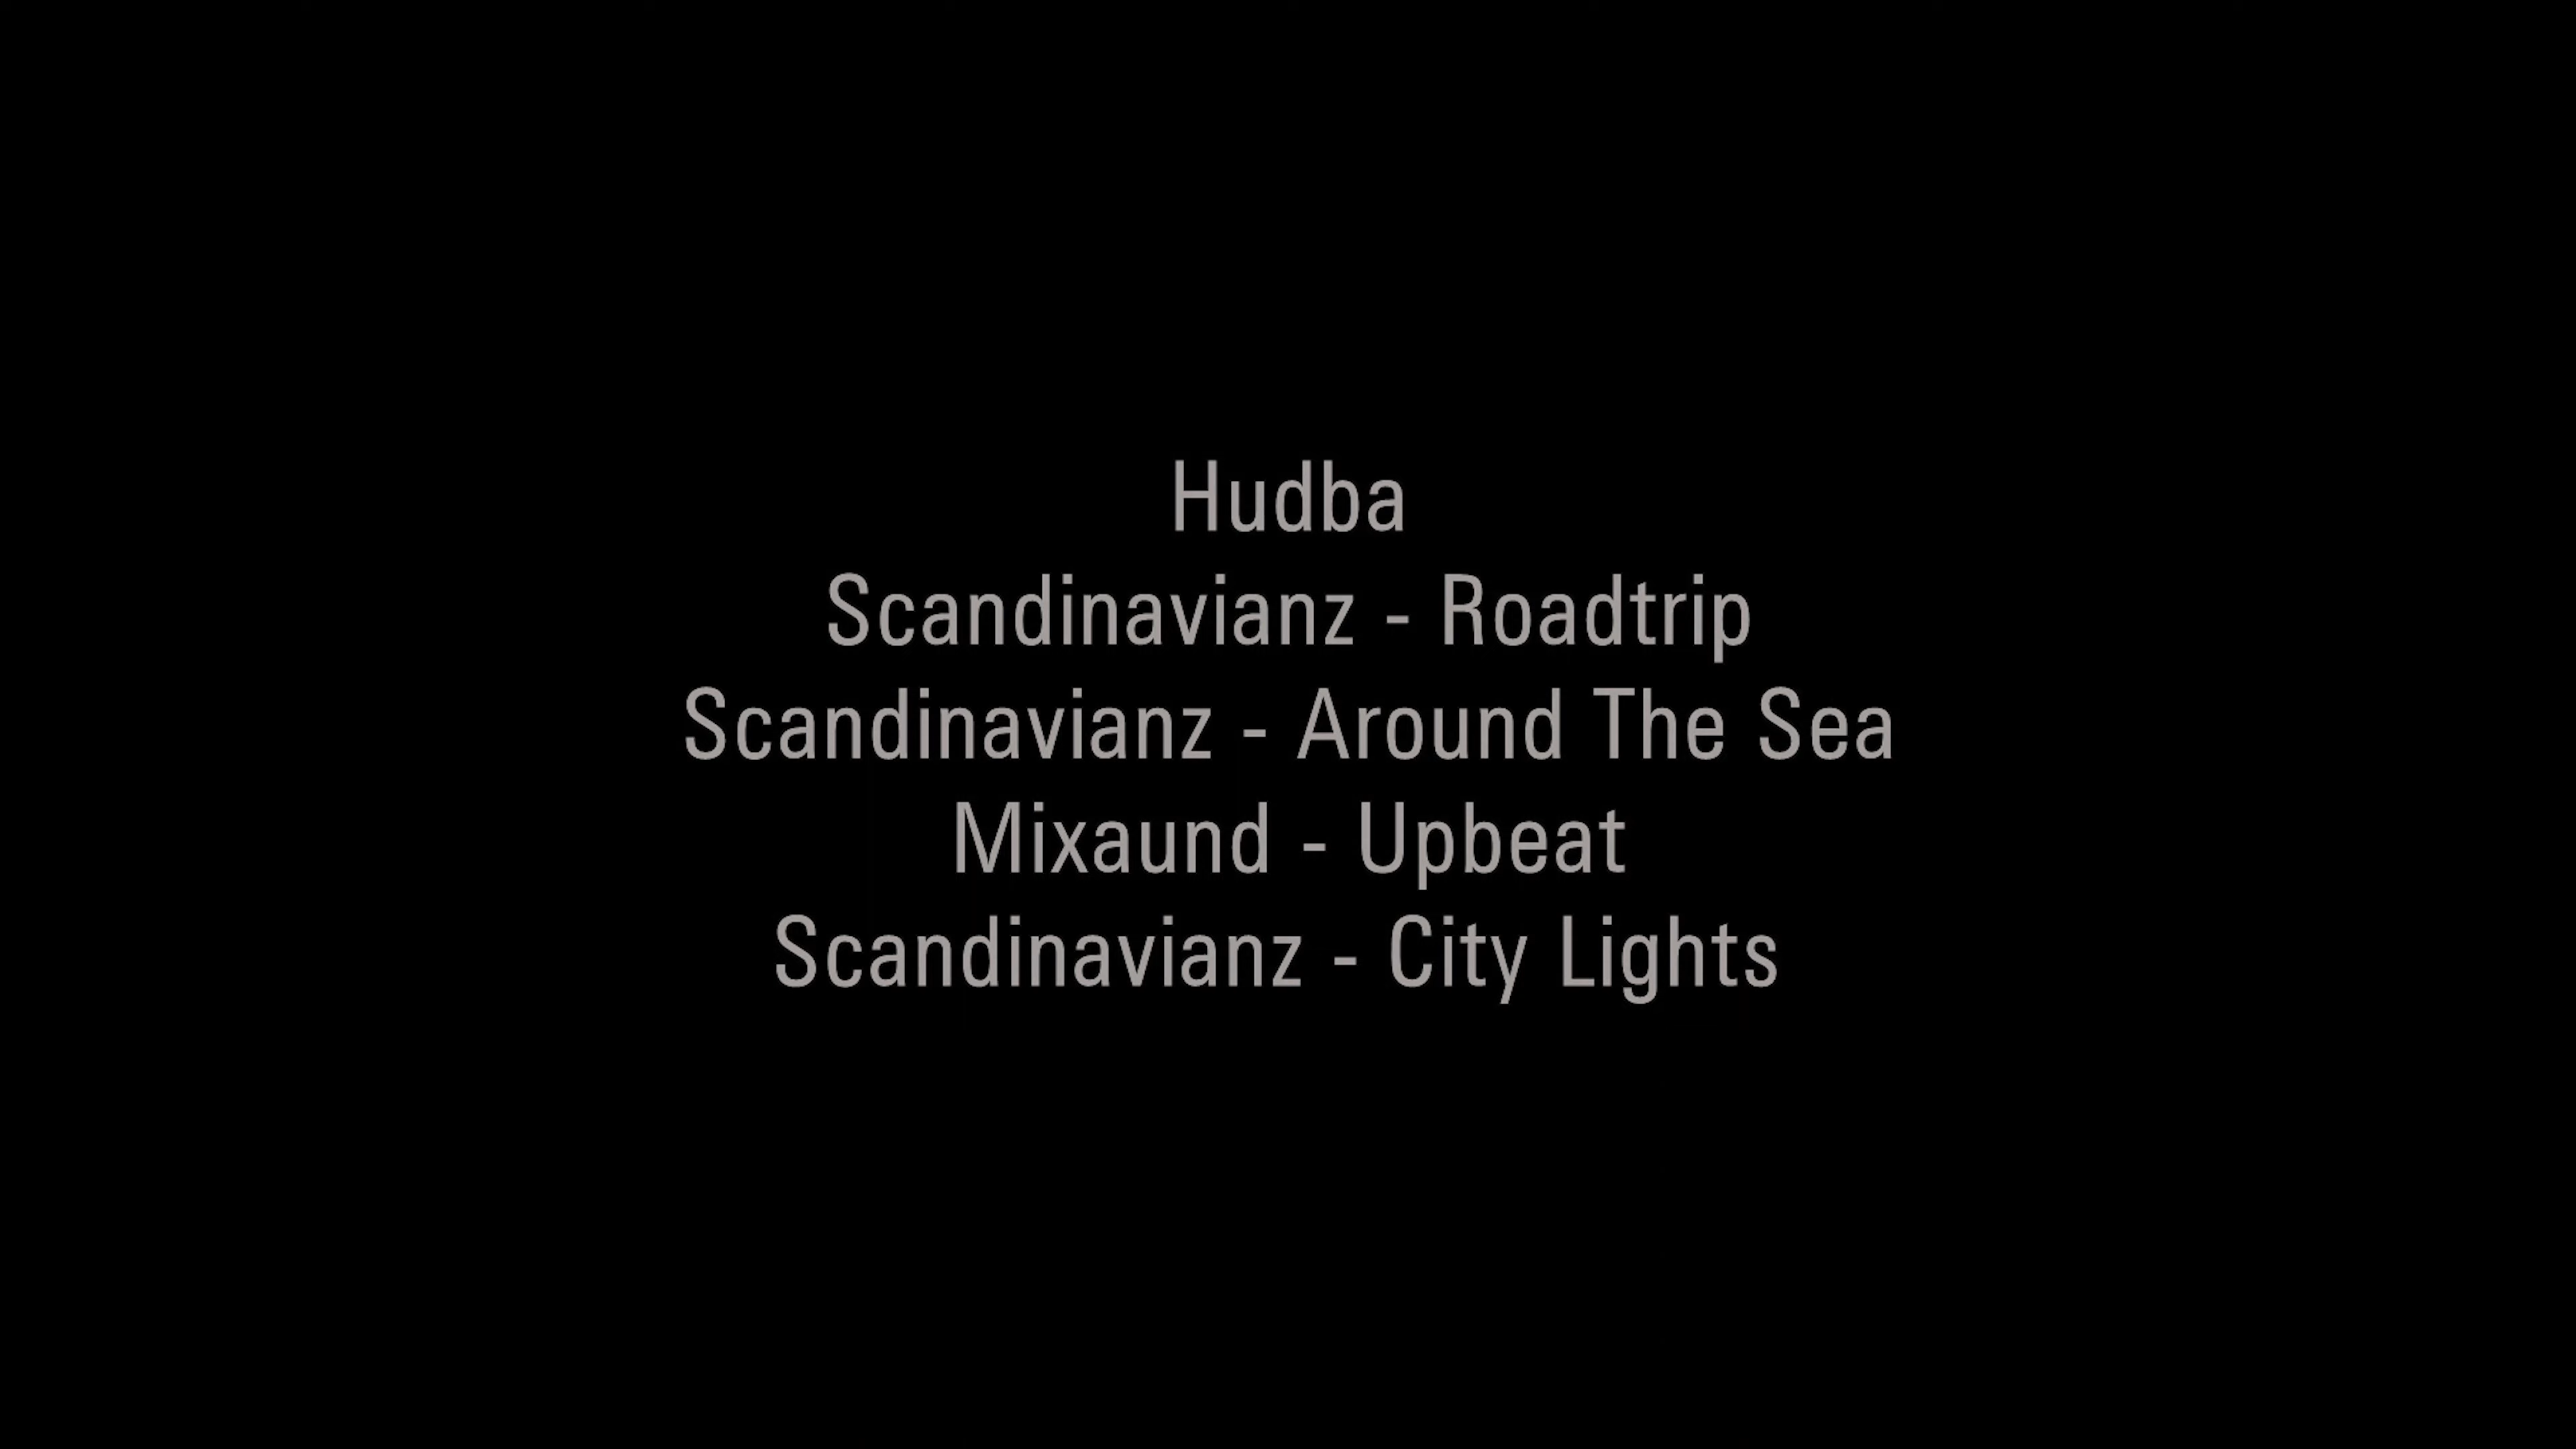 Hudba
Scandinavianz - Roadtrip
Scandinavianz - Around The Sea
Mixaund - Upbeat
Scandinavianz - City Lights